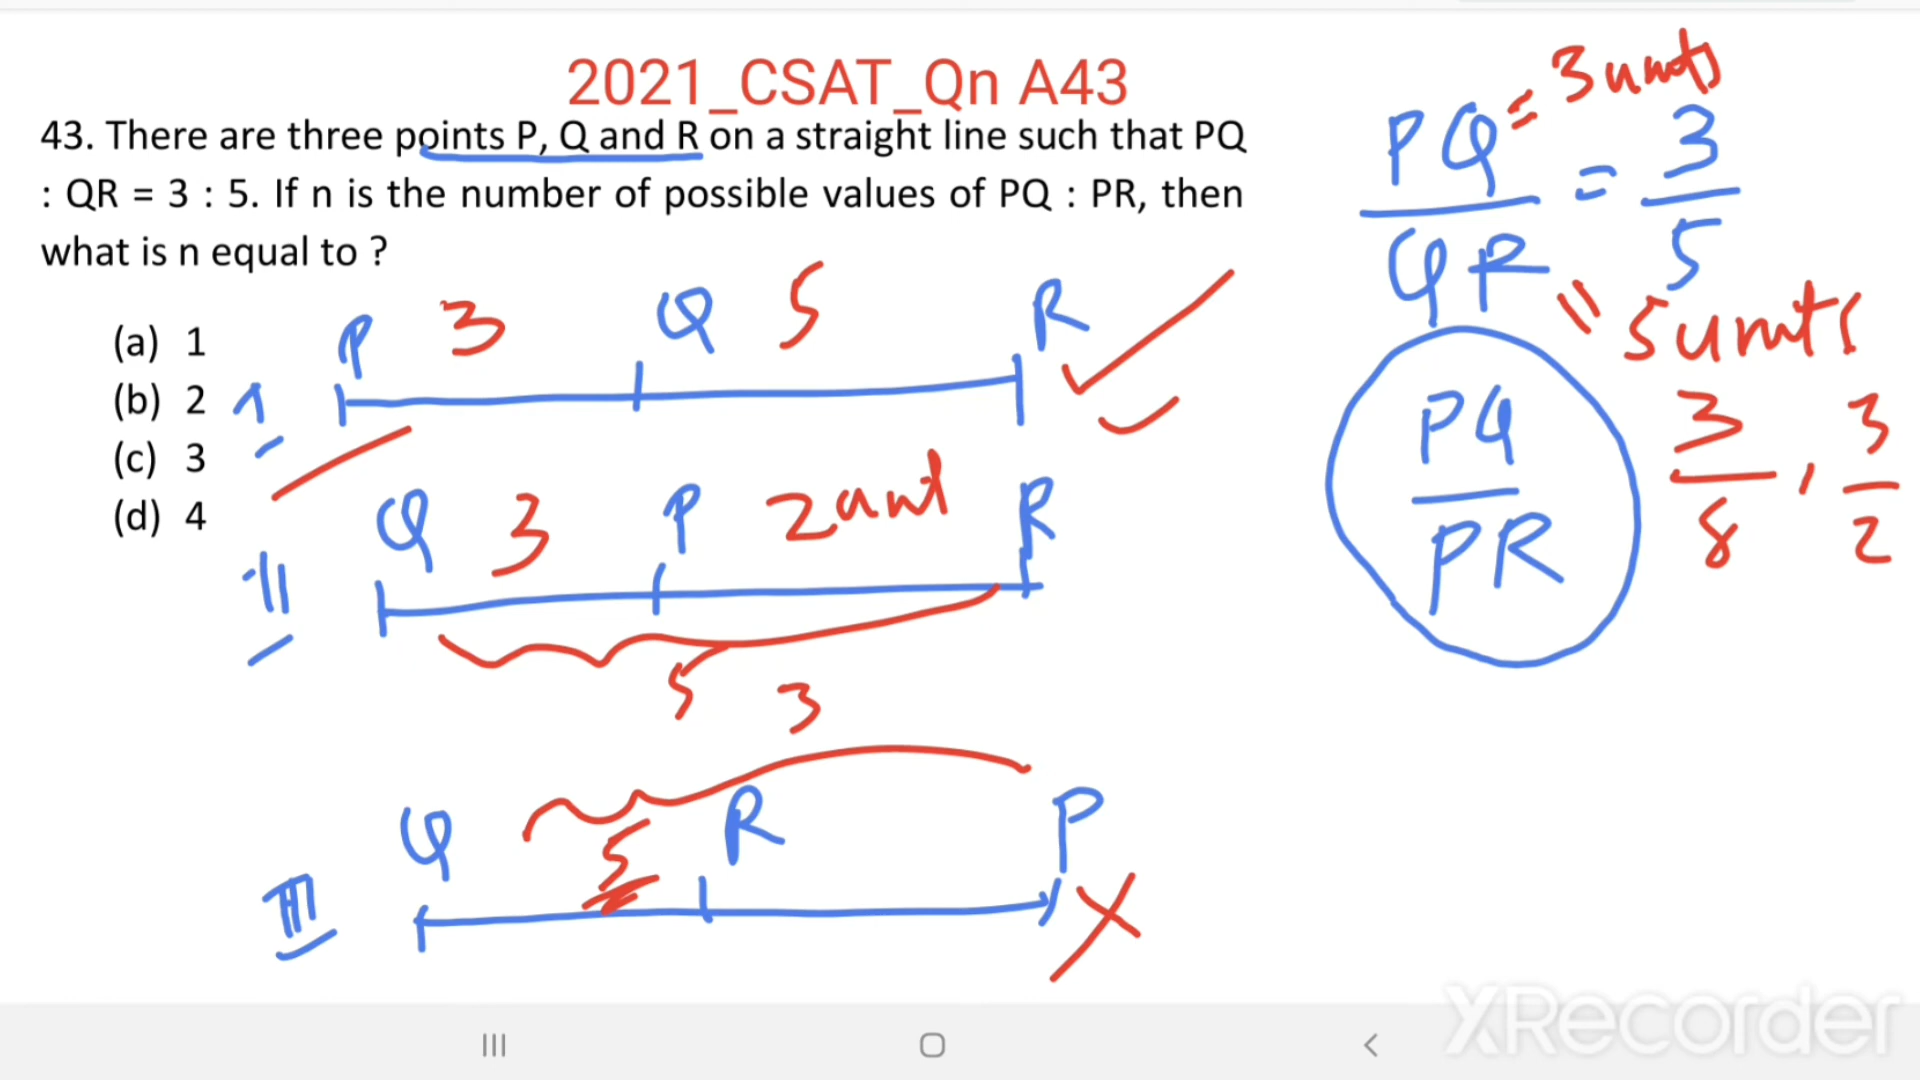 2021_CSAT_Qn A43
43. There are three points P, Q and R on a straight line such that PQ
: QR = 3 : 5. If n is the number of possible values of PQ : PR, then
what is n equal to ?
(a) 1
(b) 2
(c) 3
(d) 4
I P 3 Q 5 R
II Q 3 P 2 unit R
5
3
III Q 5 R P
PQ = 3 units
QR = 5 units
= 3
5
PQ
PR
3
8 , 3
2
XRecorder